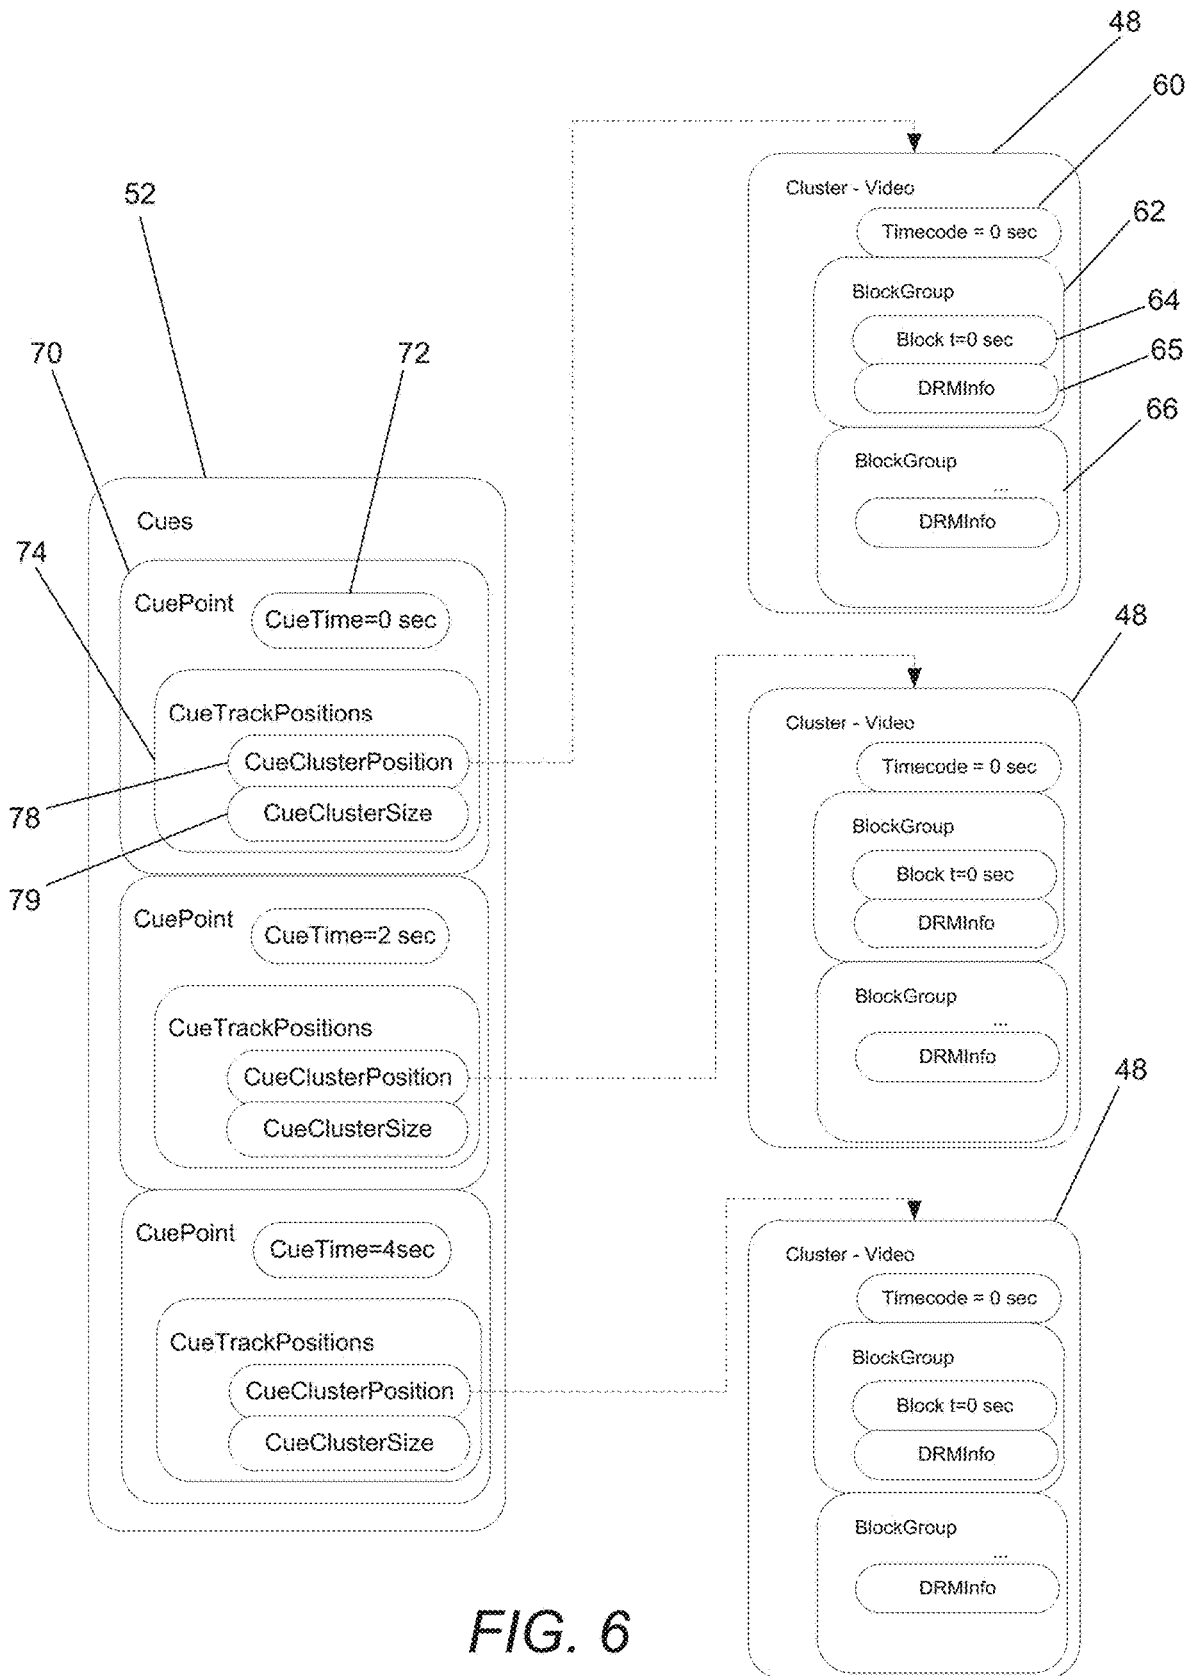 48
60
Cluster - Video
52
Timecode = 0 sec
62
BlockGroup
64
Block t=0 sec
70
72
65
DRMInfo
66
BlockGroup
...
DRMInfo
Cues
74
CuePoint
CueTime=0 sec
CueTrackPositions
CueClusterPosition
78
CueClusterSize
79
48
Cluster - Video
Timecode = 0 sec
BlockGroup
Block t=0 sec
DRMInfo
CuePoint
CueTime=2 sec
BlockGroup
...
CueTrackPositions
DRMInfo
CueClusterPosition
CueClusterSize
48
CuePoint
CueTime=4sec
Cluster - Video
Timecode = 0 sec
CueTrackPositions
BlockGroup
CueClusterPosition
Block t=0 sec
CueClusterSize
DRMInfo
BlockGroup
...
DRMInfo
FIG. 6